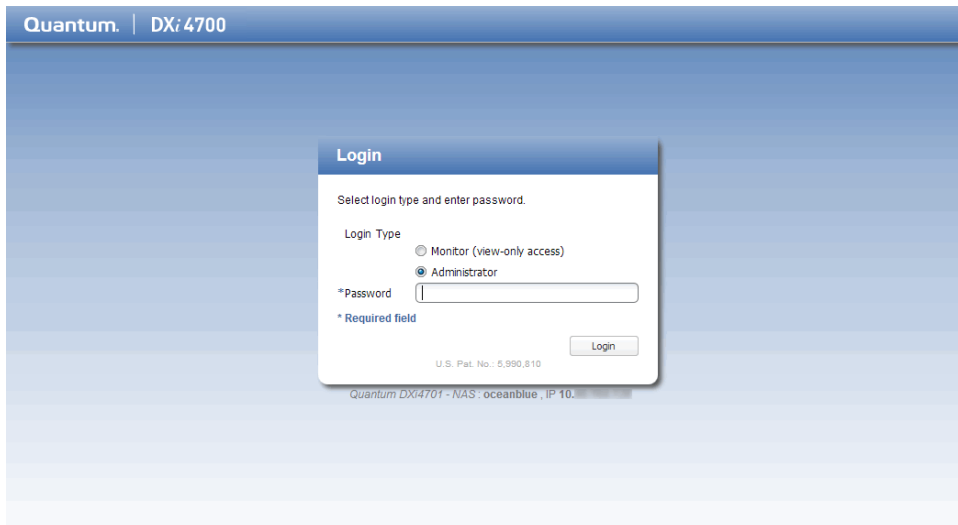 Quantum. DXi 4700
Login
Select login type and enter password.
Login Type
Monitor (view-only access)
Administrator
*Password
* Required field
Login
U.S. Pat. No.: 5,990,810
Quantum DXi4701 - NAS : oceanblue , IP 10.